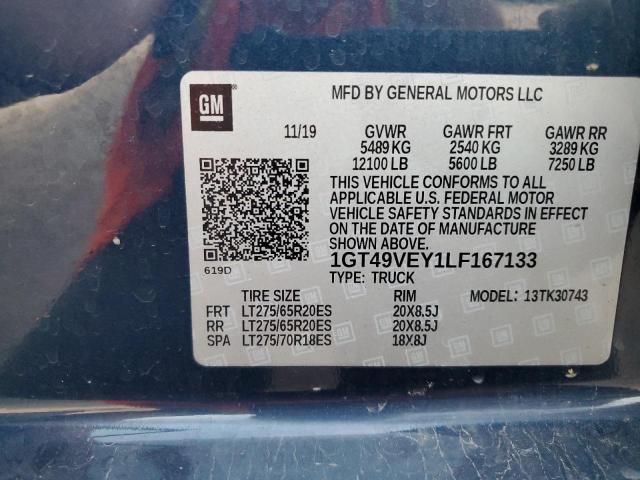 GM
MFD BY GENERAL MOTORS LLC
11/19 GVWR GAWR FRT GAWR RR
5489 KG 2540 KG 3289 KG
12100 LB 5600 LB 7250 LB
THIS VEHICLE CONFORMS TO ALL
APPLICABLE U.S. FEDERAL MOTOR
VEHICLE SAFETY STANDARDS IN EFFECT
ON THE DATE OF MANUFACTURE
SHOWN ABOVE.
1GT49VEY1LF167133
619D
TYPE: TRUCK
TIRE SIZE RIM MODEL: 13TK30743
FRT LT275/65R20ES 20X8.5J
RR LT275/65R20ES 20X8.5J
SPA LT275/70R18ES 18X8J